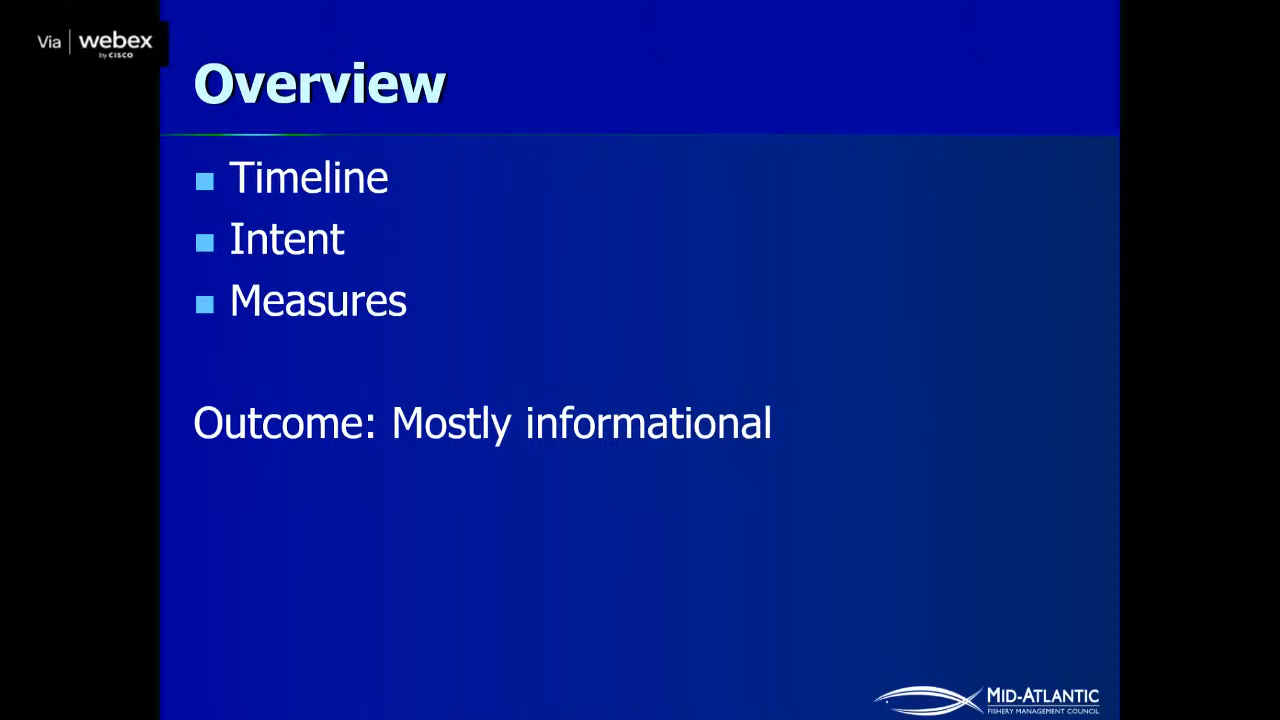 Via webex
by CISCO
Overview
Timeline
Intent
Measures
Outcome: Mostly informational
MID-ATLANTIC
FISHERY MANAGEMENT COUNCIL